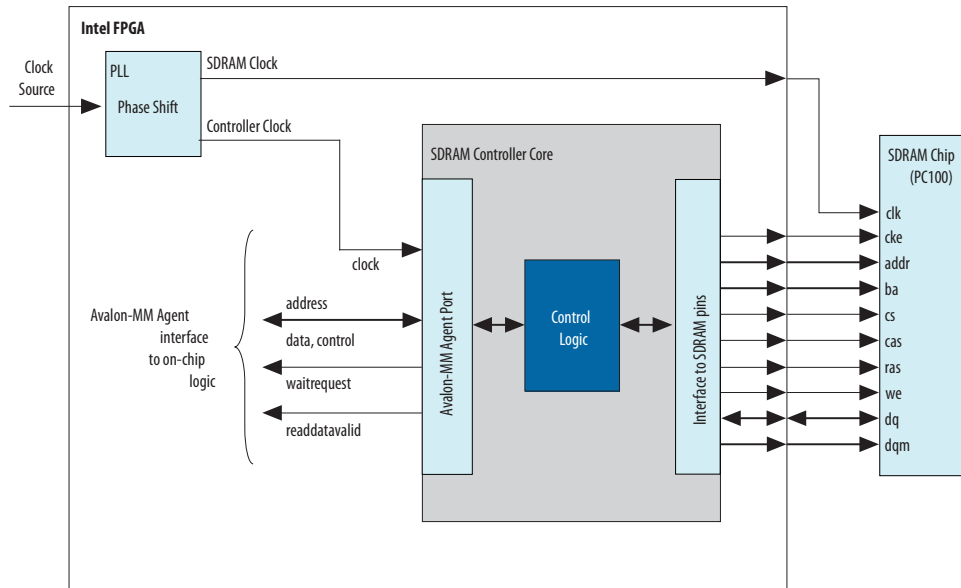 Intel FPGA
Clock
Source
PLL
Phase Shift
SDRAM Clock
Controller Clock
SDRAM Controller Core
SDRAM Chip
(PC100)
clk
cke
addr
ba
cs
cas
ras
we
dq
dqm
clock
Avalon-MM Agent
interface
to on-chip
logic
address
data, control
waitrequest
readdatavalid
Avalon-MM Agent Port
Control
Logic
Interface to SDRAM pins